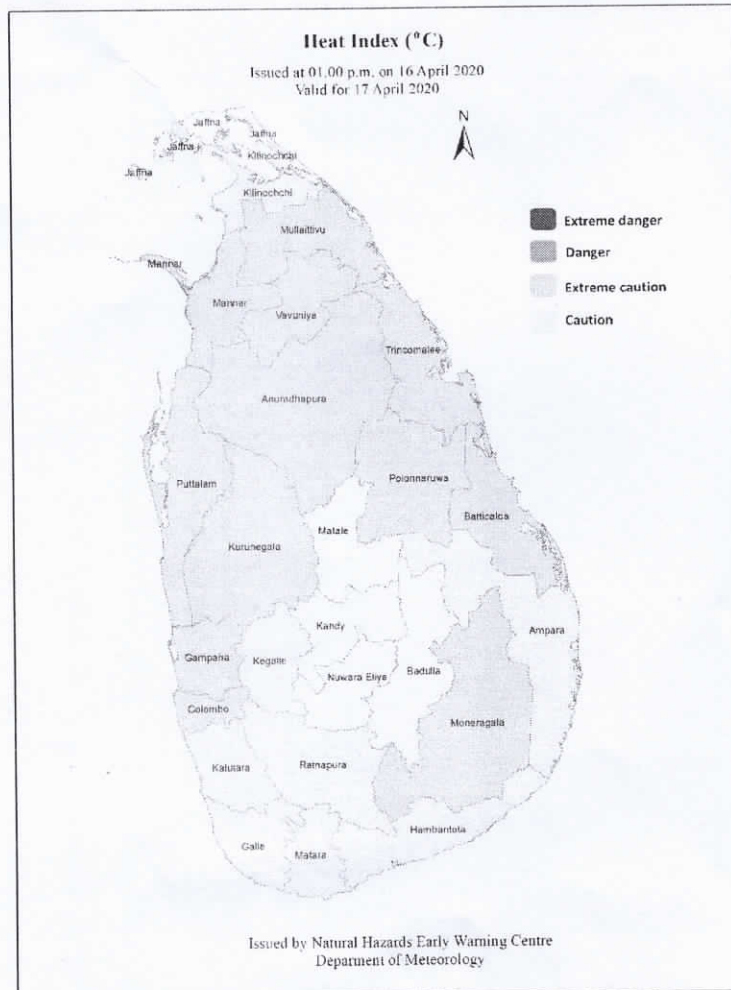 Heat Index (°C)
Issued at 01.00 p.m. on 16 April 2020
Valid for 17 April 2020
N
Jaffna
Jaffna
Jaffna
Kilinochchi
Jaffna
Kilinochchi
Extreme danger
Mullaittivu
Danger
Mannar
Extreme caution
Mannar
Vavuniya
Caution
Trincomalee
Anuradhapura
Polonnaruwa
Puttalam
Batticaloa
Matale
Kurunegala
Kandy
Ampara
Gampaha
Kegalle
Nuwara Eliya
Badulla
Colombo
Moneragala
Kalutara
Ratnapura
Hambantota
Galle
Matara
Issued by Natural Hazards Early Warning Centre
Deparment of Meteorology